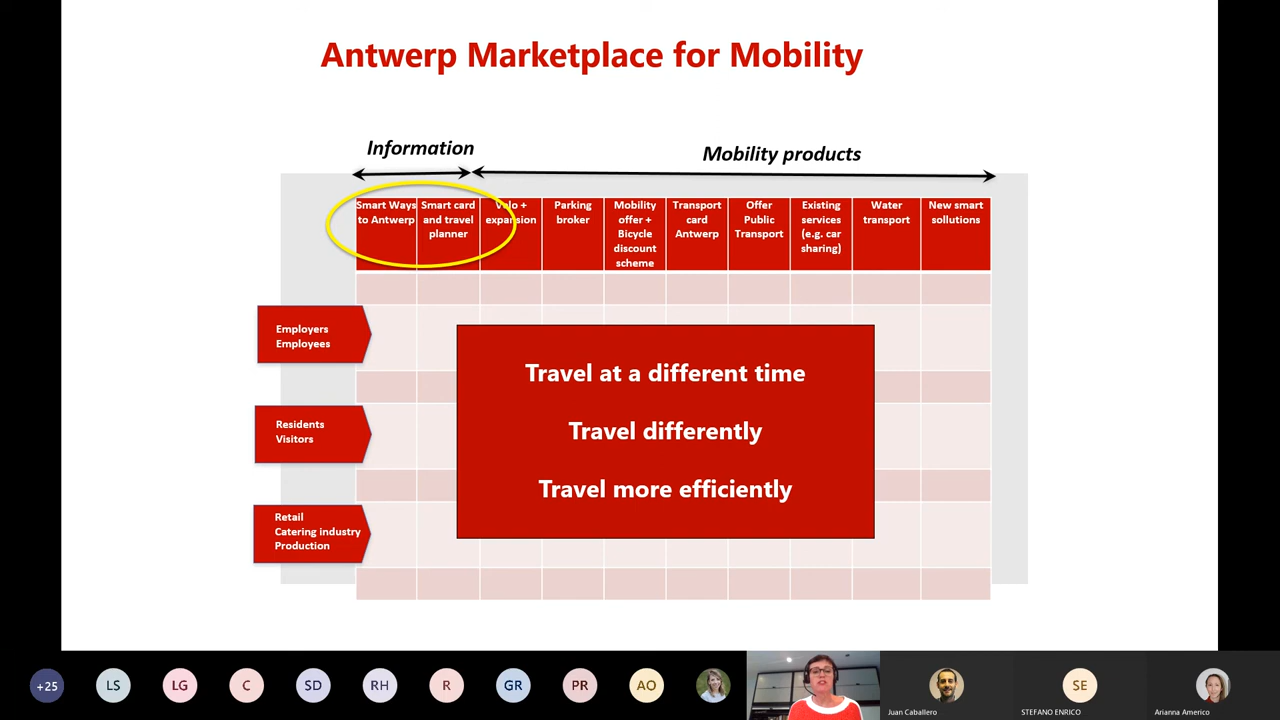 Antwerp Marketplace for Mobility
Information
Mobility products
Smart Ways
to Antwerp
Smart card
and travel
planner
Velo +
expansion
Parking
broker
Mobility
offer +
Bicycle
discount
scheme
Transport
card
Antwerp
Offer
Public
Transport
Existing
services
(e.g. car
sharing)
Water
transport
New smart
sollutions
Employers
Employees
Residents
Visitors
Retail
Catering industry
Production
Travel at a different time
Travel differently
Travel more efficiently
+25
LS
LG
C
SD
RH
R
GR
PR
AO
SE
Juan Caballero
STEFANO ENRICO
Arianna Americo